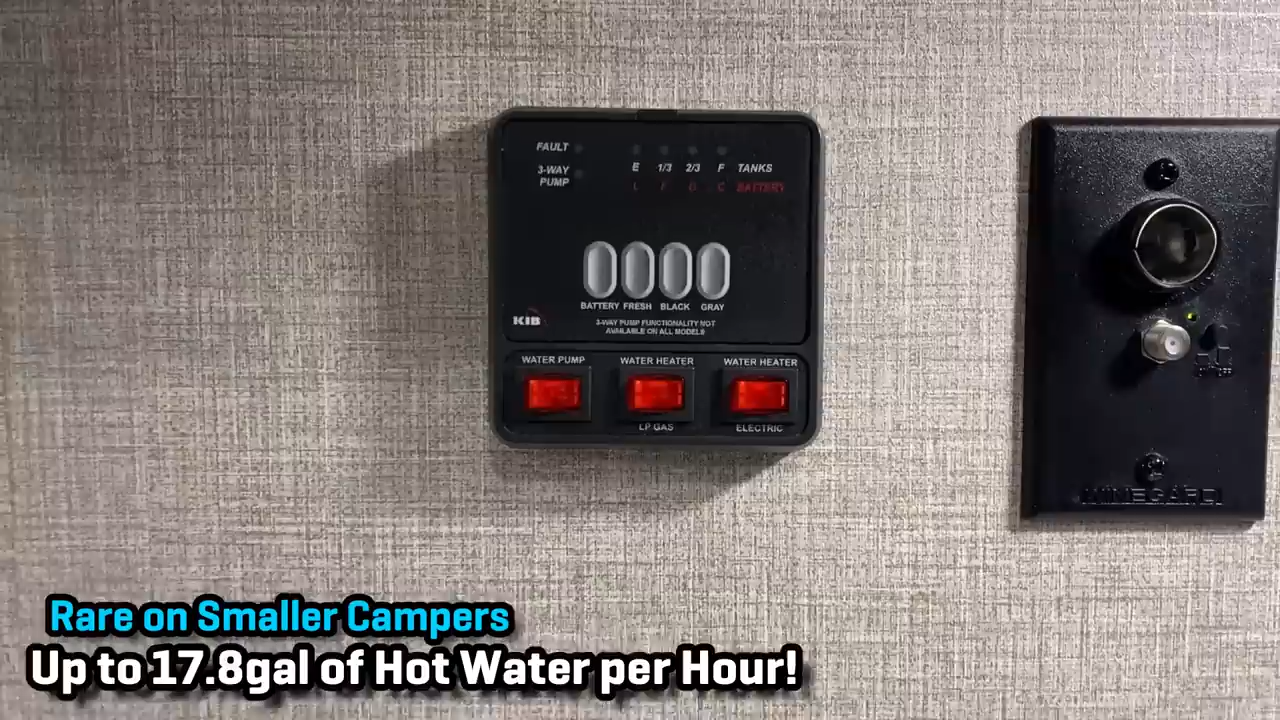 FAULT
E 1/3 2/3 F TANKS
3-WAY PUMP
L F G C BATTERY
BATTERY FRESH BLACK GRAY
KIB
3-WAY PUMP FUNCTIONALITY NOT
AVAILABLE ON ALL MODELS
WATER PUMP
WATER HEATER
WATER HEATER
LP GAS
ELECTRIC
WINEGARD
Rare on Smaller Campers
Up to 17.8gal of Hot Water per Hour!